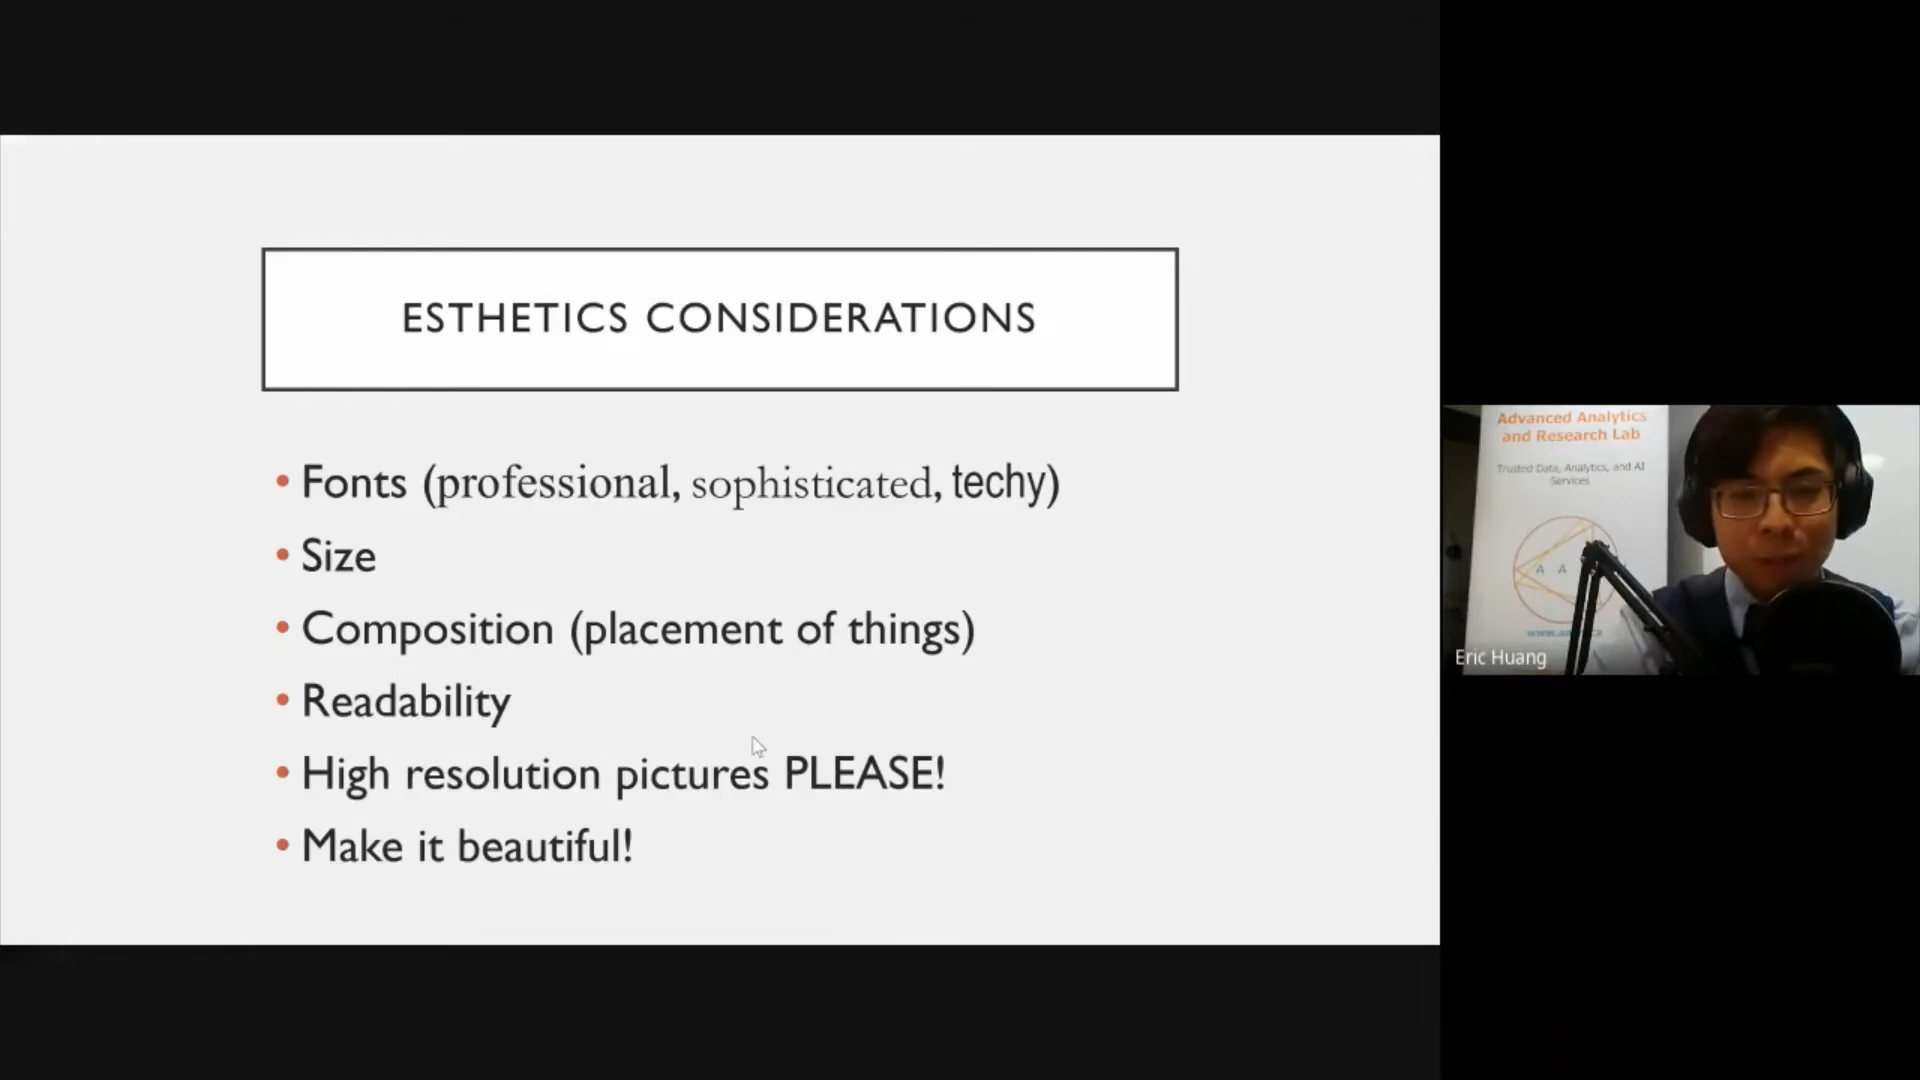 ESTHETICS CONSIDERATIONS
• Fonts (professional, sophisticated, techy)
• Size
• Composition (placement of things)
• Readability
• High resolution pictures PLEASE!
• Make it beautiful!
Advanced Analytics
and Research Lab
Trusted Data, Analytics, and AI
Services
A A
Eric Huang